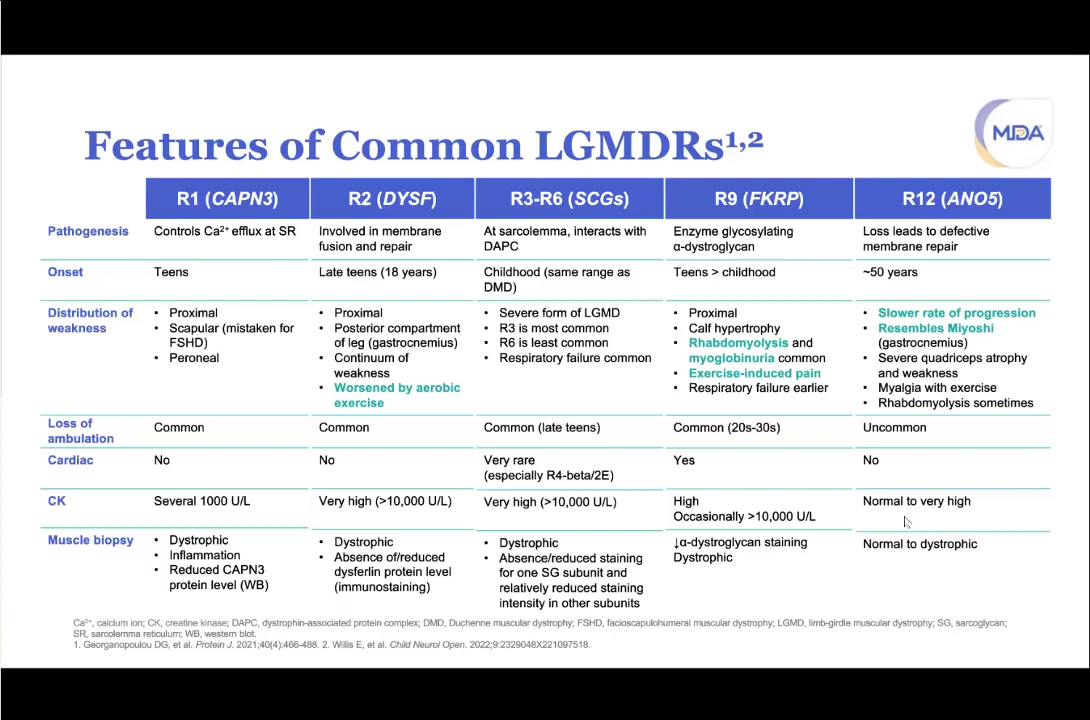 MDA
Features of Common LGMDRs1,2
R1 (CAPN3) R2 (DYSF) R3-R6 (SCGs) R9 (FKRP) R12 (ANO5)
Pathogenesis
Controls Ca²⁺ efflux at SR
Involved in membrane
fusion and repair
At sarcolemma, interacts with
DAPC
Enzyme glycosylating
α-dystroglycan
Loss leads to defective
membrane repair
Onset
Teens
Late teens (18 years)
Childhood (same range as
DMD)
Teens > childhood
~50 years
Distribution of
weakness
• Proximal
• Scapular (mistaken for
FSHD)
• Peroneal
• Proximal
• Posterior compartment
of leg (gastrocnemius)
• Continuum of
weakness
• Worsened by aerobic
exercise
• Severe form of LGMD
• R3 is most common
• R6 is least common
• Respiratory failure common
• Proximal
• Calf hypertrophy
• Rhabdomyolysis and
myoglobinuria common
• Exercise-induced pain
• Respiratory failure earlier
• Slower rate of progression
• Resembles Miyoshi
(gastrocnemius)
• Severe quadriceps atrophy
and weakness
• Myalgia with exercise
• Rhabdomyolysis sometimes
Loss of
ambulation
Common
Common
Common (late teens)
Common (20s-30s)
Uncommon
Cardiac
No
No
Very rare
(especially R4-beta/2E)
Yes
No
CK
Several 1000 U/L
Very high (>10,000 U/L)
Very high (>10,000 U/L)
High
Occasionally >10,000 U/L
Normal to very high
Muscle biopsy
• Dystrophic
• Inflammation
• Reduced CAPN3
protein level (WB)
• Dystrophic
• Absence of/reduced
dysferlin protein level
(immunostaining)
• Dystrophic
• Absence/reduced staining
for one SG subunit and
relatively reduced staining
intensity in other subunits
↓α-dystroglycan staining
Dystrophic
Normal to dystrophic
Ca²⁺, calcium ion; CK, creatine kinase; DAPC, dystrophin-associated protein complex; DMD, Duchenne muscular dystrophy; FSHD, facioscapulohumeral muscular dystrophy; LGMD, limb-girdle muscular dystrophy; SG, sarcoglycan;
SR, sarcolemma reticulum; WB, western blot.
1. Georganopoulou DG, et al. Protein J. 2021;40(4):466-488. 2. Willis E, et al. Child Neurol Open. 2022;9:2329048X221097518.